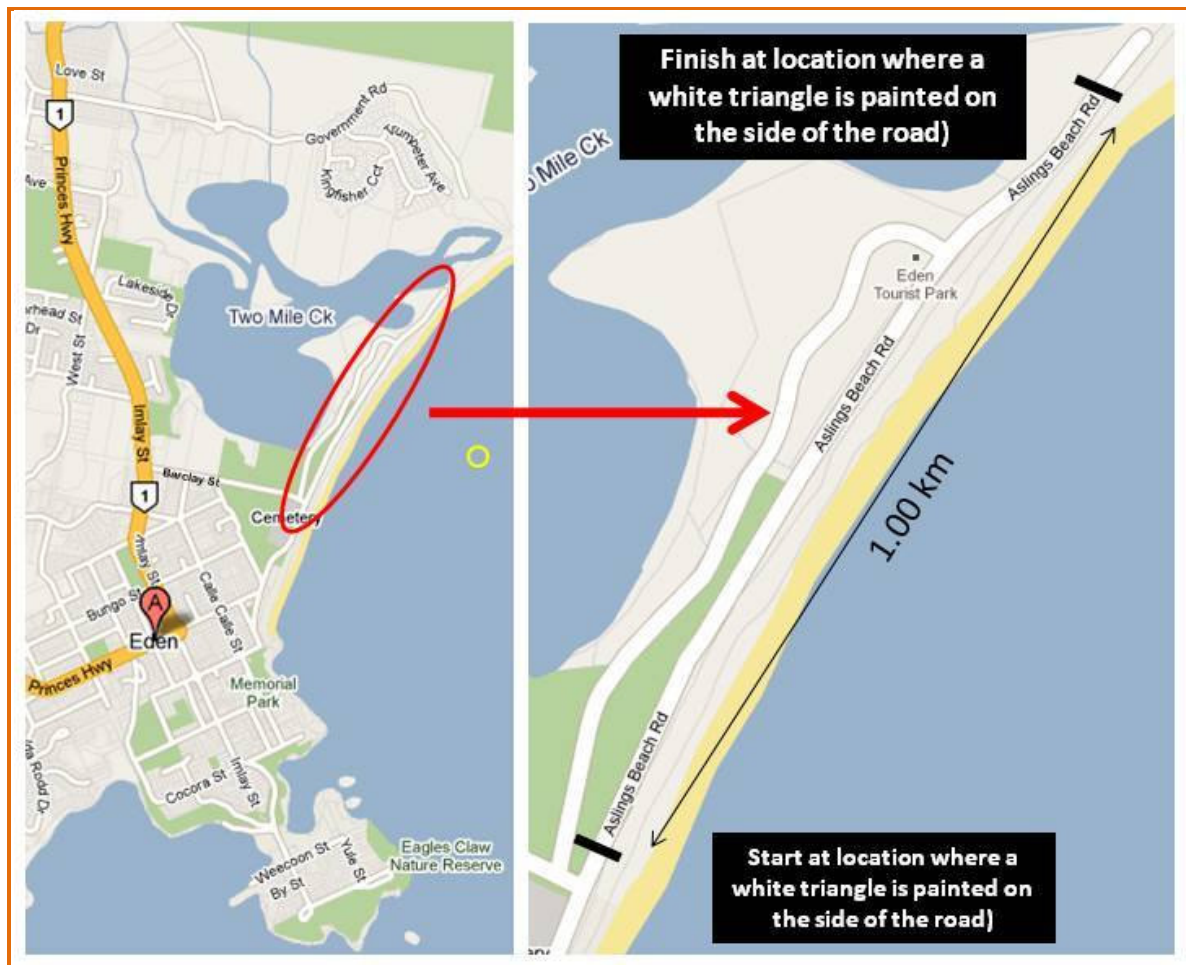 Love St
1
Princes Hwy
Government Rd
Kingfisher Cct
Ave
Lakeside Dr
Dr
West St
Two Mile Ck
Imlay St
Barclay St
1
Cemetery
Imlay St
Bungo St
Calle Calle St
A
Eden
Princes Hwy
Memorial
Park
Cocora St
Imlay St
Weecoon St
By St
Yule St
Eagles Claw
Nature Reserve
Finish at location where a
white triangle is painted on
the side of the road)
Mile Ck
Aslings Beach Rd
Eden
Tourist Park
Aslings Beach Rd
1.00 km
Aslings Beach Rd
Start at location where a
white triangle is painted on
the side of the road)